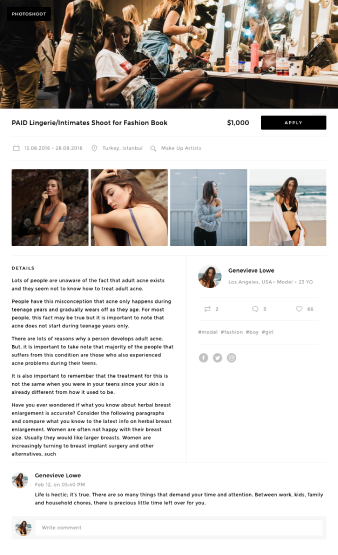 PHOTOSHOOT
PAID Lingerie/Intimates Shoot for Fashion Book
$1,000
APPLY
12.08.2016 - 28.08.2016
Turkey, Istanbul
Make Up Artists
DETAILS
Lots of people are unaware of the fact that adult acne exists
and they seem to not know how to treat adult acne.
People have this misconception that acne only happens during
teenage years and gradually wears off as they age. For most
people, this fact may be true but it is important to note that
acne does not start during teenage years only.
There are lots of reasons why a person develops adult acne.
But, it is important to take note that majority of the people that
suffers from this condition are those who also experienced
acne problems during their teens.
It is also important to remember that the treatment for this is
not the same when you were in your teens since your skin is
already different from how it used to be.
Have you ever wondered if what you know about herbal breast
enlargement is accurate? Consider the following paragraphs
and compare what you know to the latest info on herbal breast
enlargement. Women are often not happy with their breast
size. Usually they would like larger breasts. Women are
increasingly turning to breast implant surgery and other
alternatives, such
Genevieve Lowe
Los Angeles, USA • Model • 23 YO
2
5
86
#model #fashion #boy #girl
Genevieve Lowe
Feb 12, on 05:40 PM
Life is hectic; it's true. There are so many things that demand your time and attention. Between work, kids, family
and household chores, there is precious little time left over for you.
Write comment